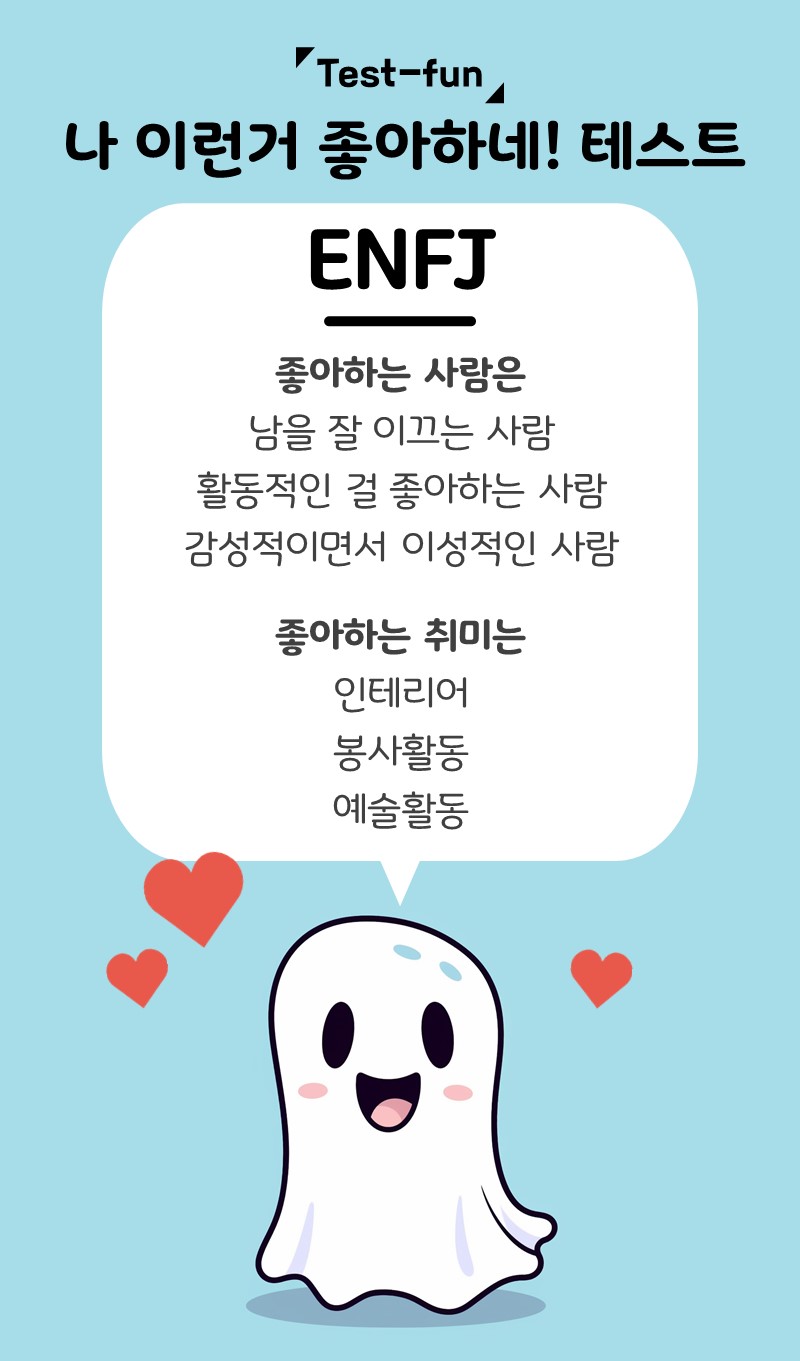 Test-fun
나 이런거 좋아하네! 테스트
ENFJ
좋아하는 사람은
남을 잘 이끄는 사람
활동적인 걸 좋아하는 사람
감성적이면서 이성적인 사람
좋아하는 취미는
인테리어
봉사활동
예술활동